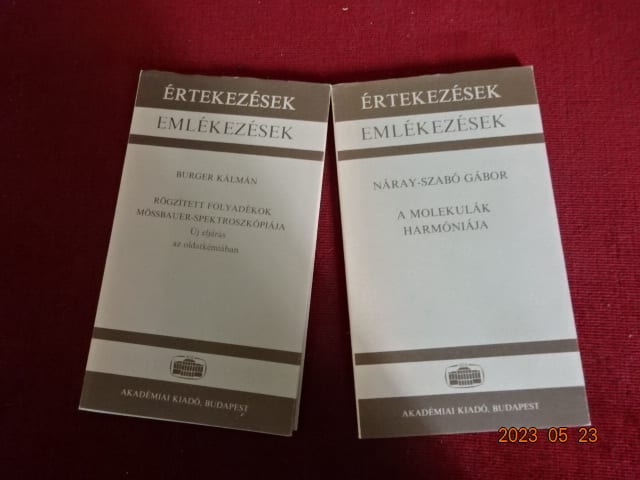 ÉRTEKEZÉSEK
EMLÉKEZÉSEK
BURGER KÁLMÁN
RÖGZÍTETT FOLYADÉKOK
MÖSSBAUER-SPEKTROSZKÓPIÁJA
Új eljárás
az oldatkémiában
AKADÉMIAI KIADÓ, BUDAPEST
ÉRTEKEZÉSEK
EMLÉKEZÉSEK
NÁRAY-SZABÓ GÁBOR
A MOLEKULÁK
HARMÓNIÁJA
AKADÉMIAI KIADÓ, BUDAPEST
2023 05 23